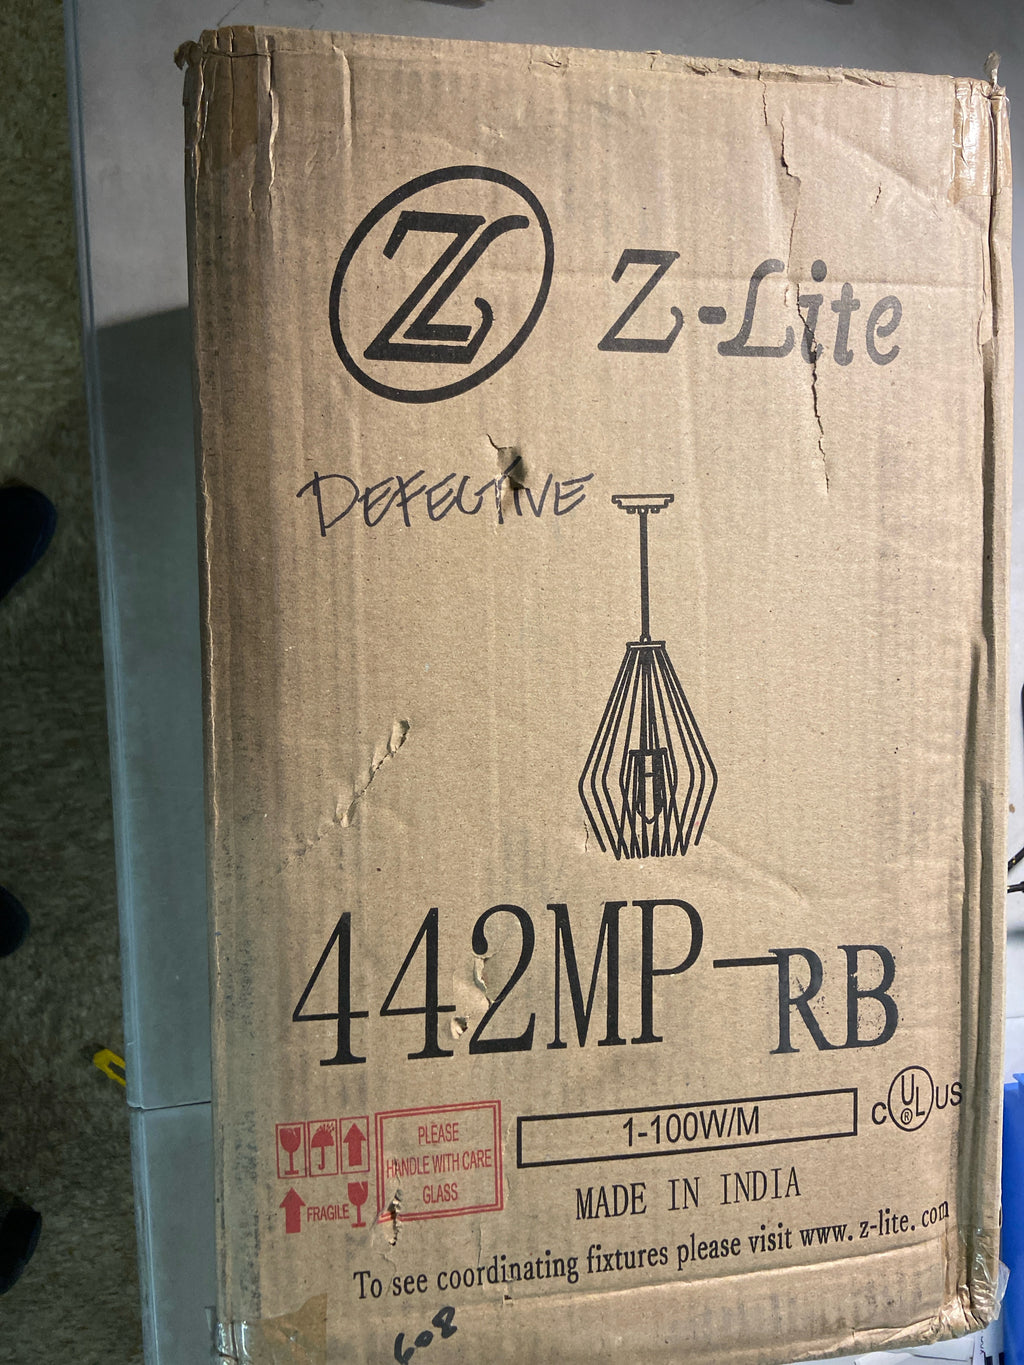 Z-Lite
DEFECTIVE
442MP-RB
PLEASE
HANDLE WITH CARE
GLASS
FRAGILE
1-100W/M
C UL® US
MADE IN INDIA
To see coordinating fixtures please visit www. z-lite. com
608